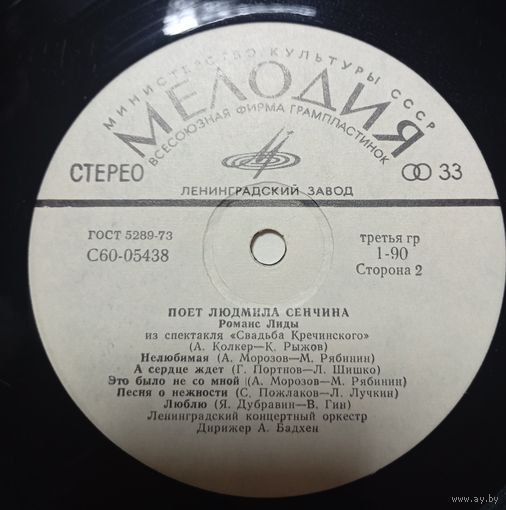 МИНИСТЕРСТВО КУЛЬТУРЫ СССР
МЕЛОДИЯ
ВСЕСОЮЗНАЯ ФИРМА ГРАМПЛАСТИНОК
СТЕРЕО
33
ЛЕНИНГРАДСКИЙ ЗАВОД
ГОСТ 5289-73
третья гр
С60-05438
1-90
Сторона 2
ПОЕТ ЛЮДМИЛА СЕНЧИНА
Романс Лиды
из спектакля «Свадьба Кречинского»
(А. Колкер—К. Рыжов)
Нелюбимая (А. Морозов—М. Рябинин)
А сердце ждет (Г. Портнов—Л. Шишко)
Это было не со мной (А. Морозов—М. Рябинин)
Песня о нежности (С. Пожлаков—Л. Лучкин)
Люблю (Я. Дубравин—В. Гин)
Ленинградский концертный оркестр
Дирижер А. Бадхен
www.ay.by